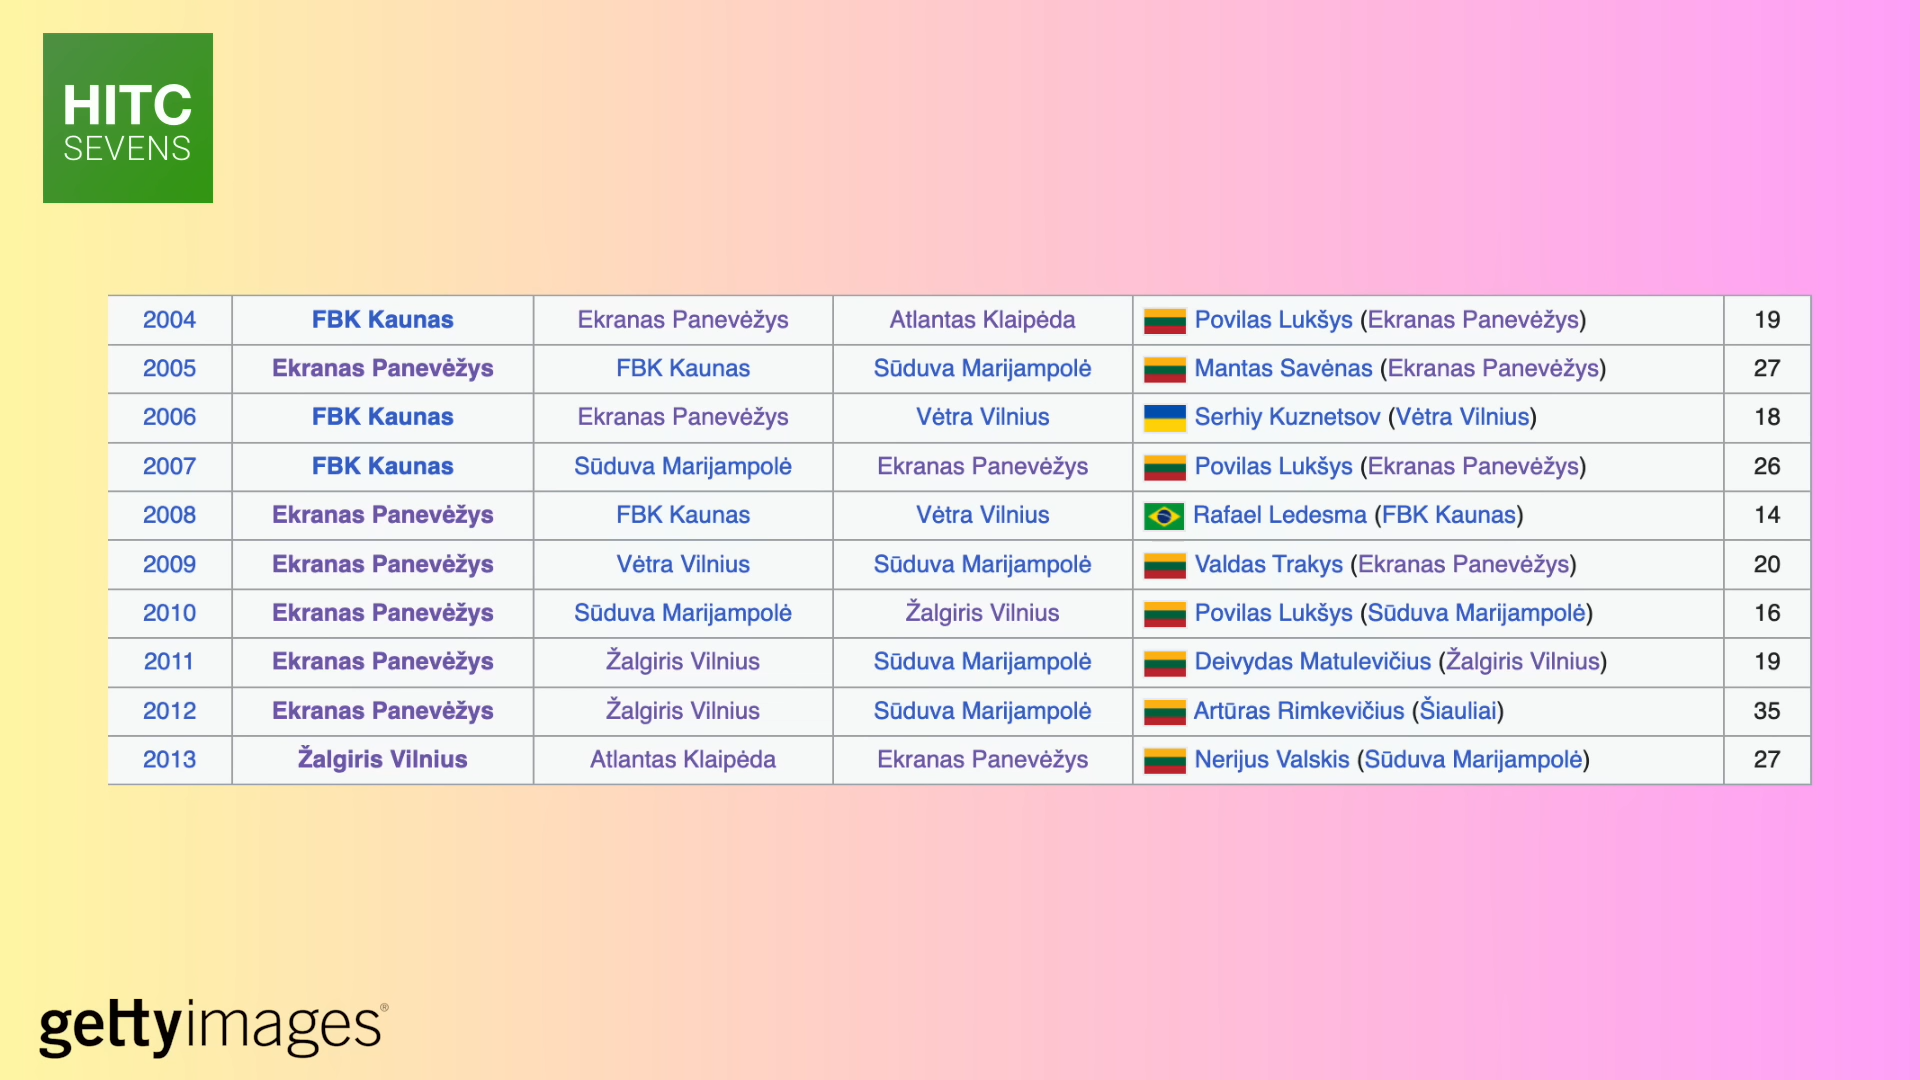 HITC
SEVENS
2004 FBK Kaunas Ekranas Panevėžys Atlantas Klaipėda Povilas Lukšys (Ekranas Panevėžys) 19
2005 Ekranas Panevėžys FBK Kaunas Sūduva Marijampolė Mantas Savėnas (Ekranas Panevėžys) 27
2006 FBK Kaunas Ekranas Panevėžys Vėtra Vilnius Serhiy Kuznetsov (Vėtra Vilnius) 18
2007 FBK Kaunas Sūduva Marijampolė Ekranas Panevėžys Povilas Lukšys (Ekranas Panevėžys) 26
2008 Ekranas Panevėžys FBK Kaunas Vėtra Vilnius Rafael Ledesma (FBK Kaunas) 14
2009 Ekranas Panevėžys Vėtra Vilnius Sūduva Marijampolė Valdas Trakys (Ekranas Panevėžys) 20
2010 Ekranas Panevėžys Sūduva Marijampolė Žalgiris Vilnius Povilas Lukšys (Sūduva Marijampolė) 16
2011 Ekranas Panevėžys Žalgiris Vilnius Sūduva Marijampolė Deivydas Matulevičius (Žalgiris Vilnius) 19
2012 Ekranas Panevėžys Žalgiris Vilnius Sūduva Marijampolė Artūras Rimkevičius (Šiauliai) 35
2013 Žalgiris Vilnius Atlantas Klaipėda Ekranas Panevėžys Nerijus Valskis (Sūduva Marijampolė) 27
gettyimages®